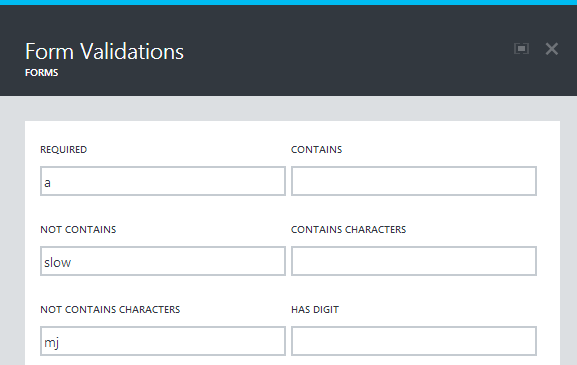 Form Validations
FORMS
REQUIRED
CONTAINS
a
NOT CONTAINS
CONTAINS CHARACTERS
slow
NOT CONTAINS CHARACTERS
HAS DIGIT
mj